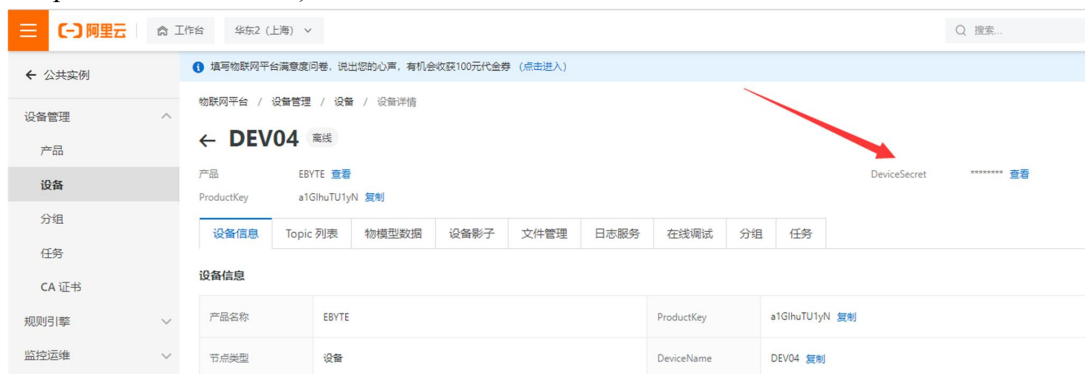 阿里云 工作台 华东2（上海） 搜索...
公共实例
填写物联网平台满意度问卷，说出您的心声，有机会收获100元代金券 （点击进入）
物联网平台 / 设备管理 / 设备 / 设备详情
DEV04 离线
产品 EBYTE 查看 DeviceSecret ******** 查看
ProductKey a1GlhuTU1yN 复制
设备管理
产品
设备
分组
任务
CA 证书
规则引擎
监控运维
设备信息 Topic 列表 物模型数据 设备影子 文件管理 日志服务 在线调试 分组 任务
设备信息
产品名称 EBYTE ProductKey a1GlhuTU1yN 复制
节点类型 设备 DeviceName DEV04 复制